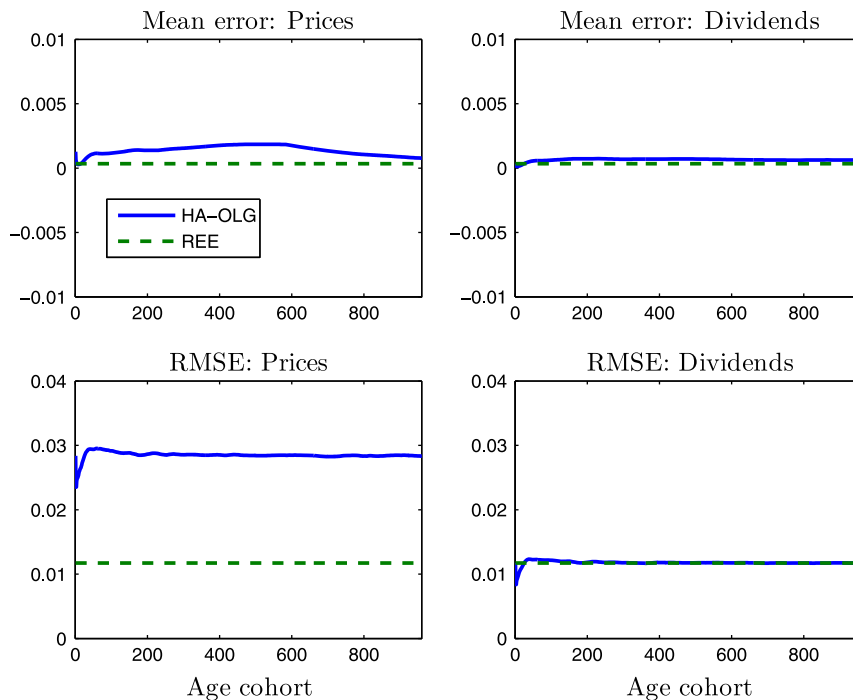 Mean error: Prices
0.01
0.005
0
−0.005
−0.01
0 200 400 600 800
HA−OLG
REE
Mean error: Dividends
0.01
0.005
0
−0.005
−0.01
0 200 400 600 800
RMSE: Prices
0.04
0.03
0.02
0.01
0
0 200 400 600 800
Age cohort
RMSE: Dividends
0.04
0.03
0.02
0.01
0
0 200 400 600 800
Age cohort